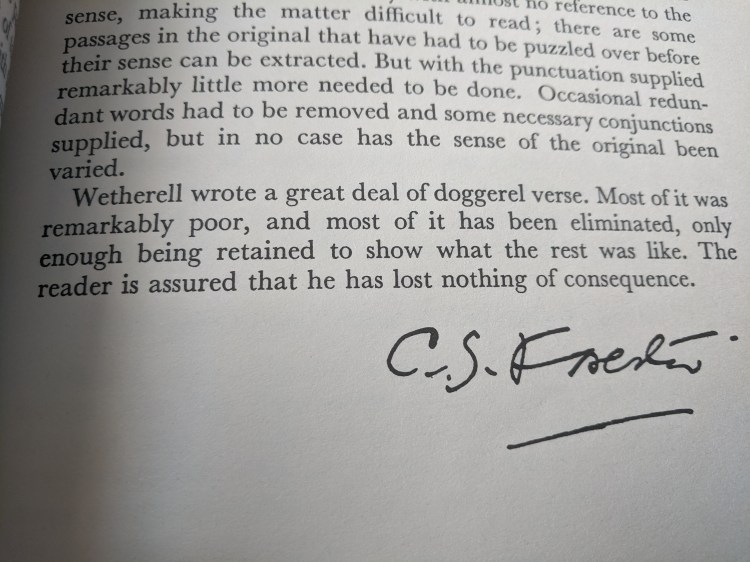 no reference to the
sense, making the matter difficult to read; there are some
passages in the original that have had to be puzzled over before
their sense can be extracted. But with the punctuation supplied
remarkably little more needed to be done. Occasional redun-
dant words had to be removed and some necessary conjunctions
supplied, but in no case has the sense of the original been
varied.
Wetherell wrote a great deal of doggerel verse. Most of it was
remarkably poor, and most of it has been eliminated, only
enough being retained to show what the rest was like. The
reader is assured that he has lost nothing of consequence.
C. S. Forester